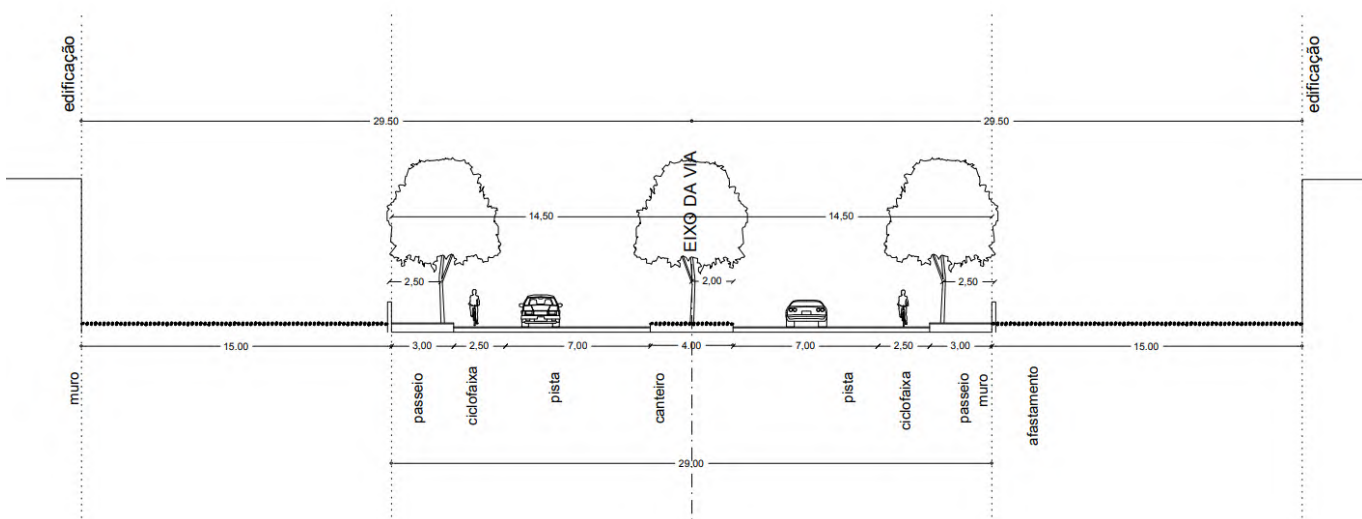 edificação
edificação
29.50
29.50
EIXO DA VIA
14,50
14,50
2,50
2,00
2,50
15.00
3,00
2,50
7,00
4.00
7,00
2,50
3,00
15.00
muro
passeio
ciclofaixa
pista
canteiro
pista
ciclofaixa
passeio
muro
afastamento
29.00